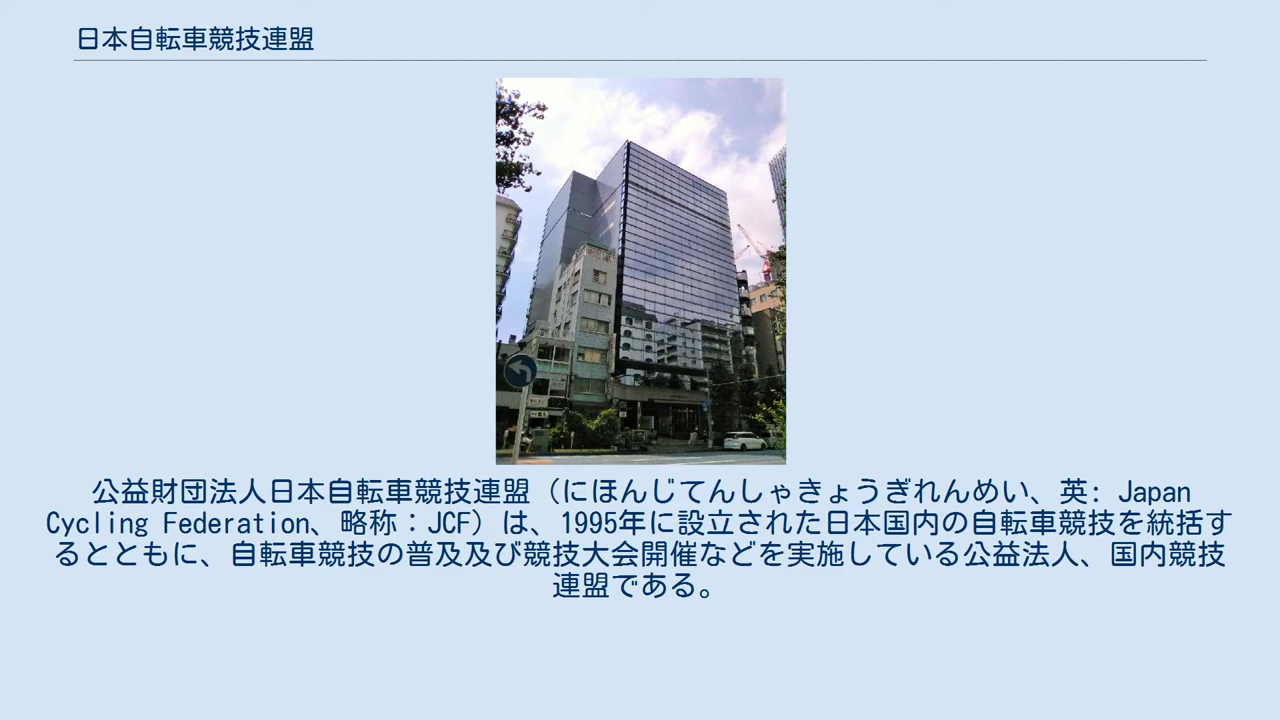 日本自転車競技連盟
公益財団法人日本自転車競技連盟（にほんじてんしゃきょうぎれんめい、英: Japan
Cycling Federation、略称：JCF）は、1995年に設立された日本国内の自転車競技を統括す
るとともに、自転車競技の普及及び競技大会開催などを実施している公益法人、国内競技
連盟である。